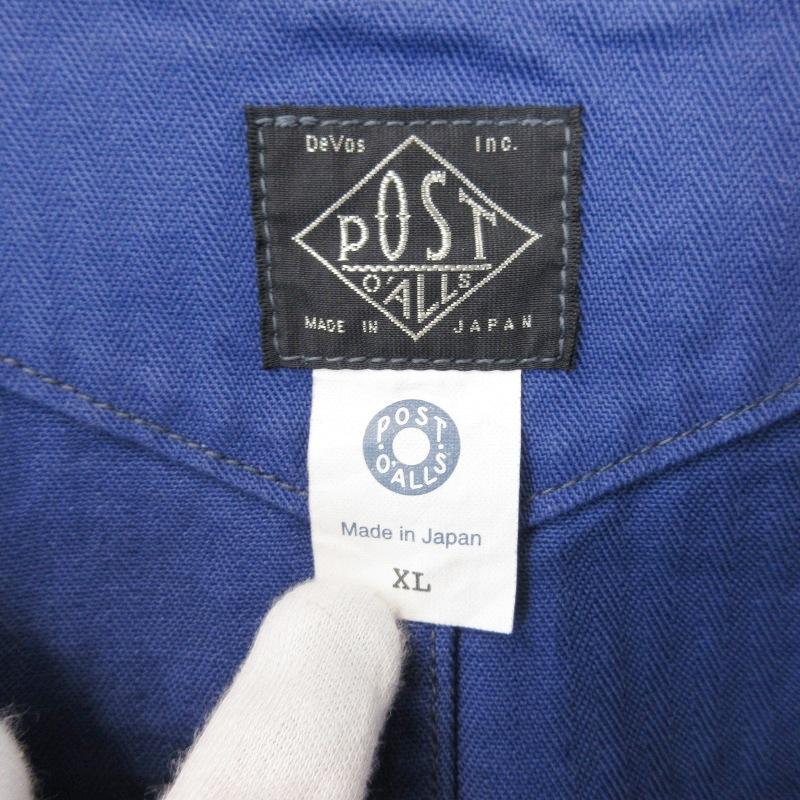 DeVos Inc.
POST
O'ALLS
MADE IN JAPAN
POST
O'ALLS
Made in Japan
XL